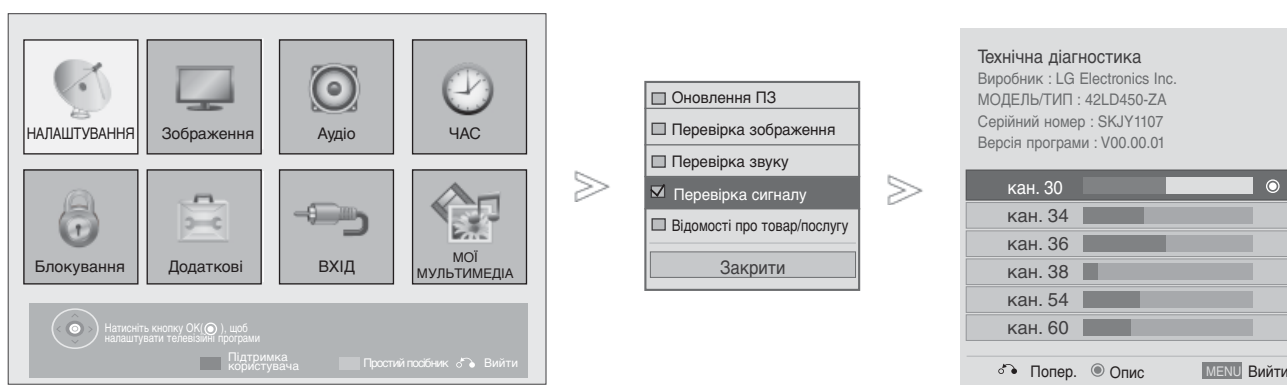 НАЛАШТУВАННЯ
Зображення
Аудіо
ЧАС
Блокування
Додаткові
ВХІД
МОЇ
МУЛЬТИМЕДІА
Натисніть кнопку ОК(◉), щоб
налаштувати телевізійні програми
Підтримка
користувача
Простий посібник
Вийти
Оновлення ПЗ
Перевірка зображення
Перевірка звуку
Перевірка сигналу
Відомості про товар/послугу
Закрити
Технічна діагностика
Виробник : LG Electronics Inc.
МОДЕЛЬ/ТИП : 42LD450-ZA
Серійний номер : SKJY1107
Версія програми : V00.00.01
кан. 30
кан. 34
кан. 36
кан. 38
кан. 54
кан. 60
Попер. ◉ Опис MENU Вийти